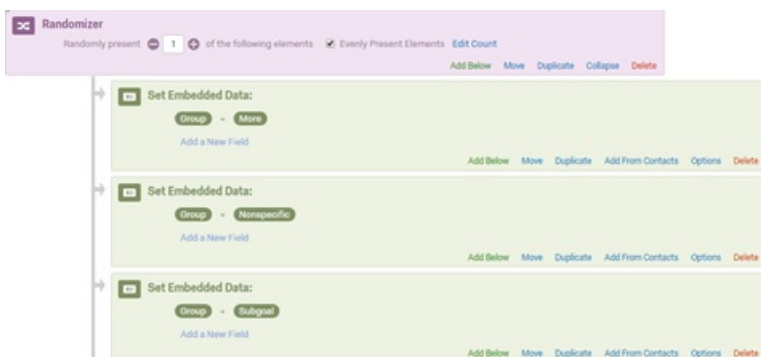 Randomizer
Randomly present 1 of the following elements Evenly Present Elements Edit Count
Add Below Move Duplicate Collapse Delete
Set Embedded Data:
Group = More
Add a New Field
Add Below Move Duplicate Add From Contacts Options Delete
Set Embedded Data:
Group = Nonspecific
Add a New Field
Add Below Move Duplicate Add From Contacts Options Delete
Set Embedded Data:
Group = Subgoal
Add a New Field
Add Below Move Duplicate Add From Contacts Options Delete